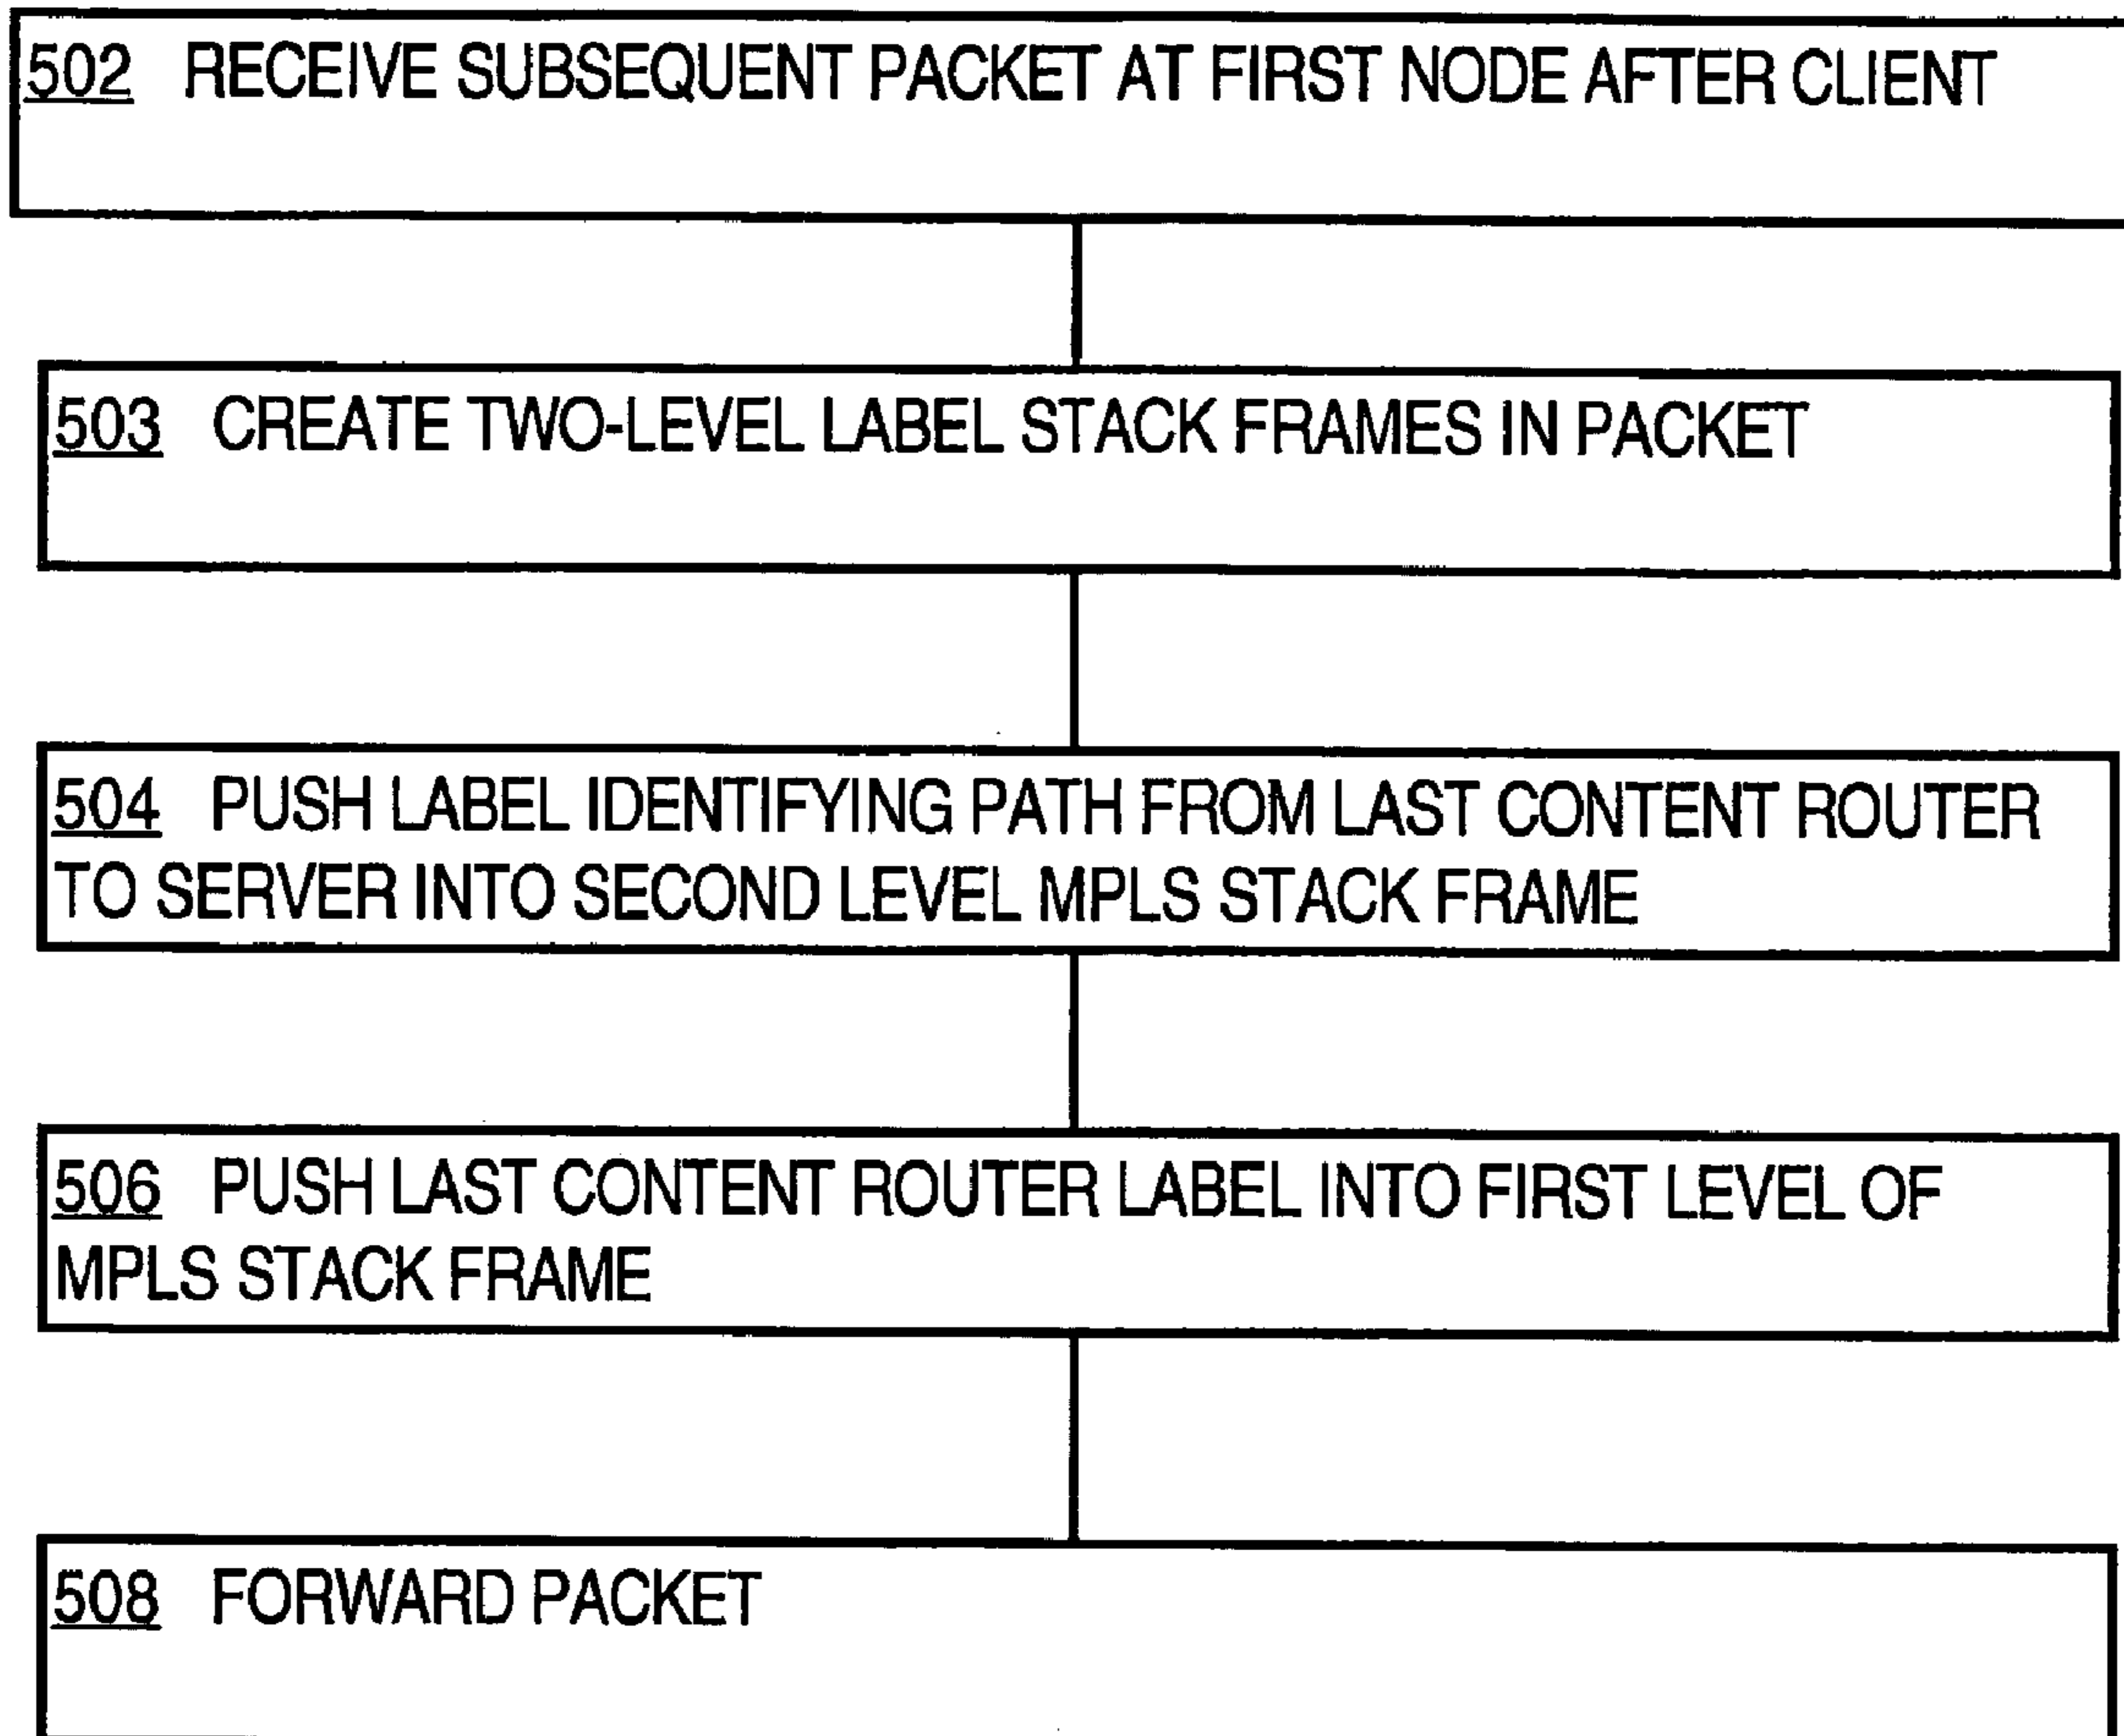 502 RECEIVE SUBSEQUENT PACKET AT FIRST NODE AFTER CLIENT
503 CREATE TWO-LEVEL LABEL STACK FRAMES IN PACKET
504 PUSH LABEL IDENTIFYING PATH FROM LAST CONTENT ROUTER
TO SERVER INTO SECOND LEVEL MPLS STACK FRAME
506 PUSH LAST CONTENT ROUTER LABEL INTO FIRST LEVEL OF
MPLS STACK FRAME
508 FORWARD PACKET